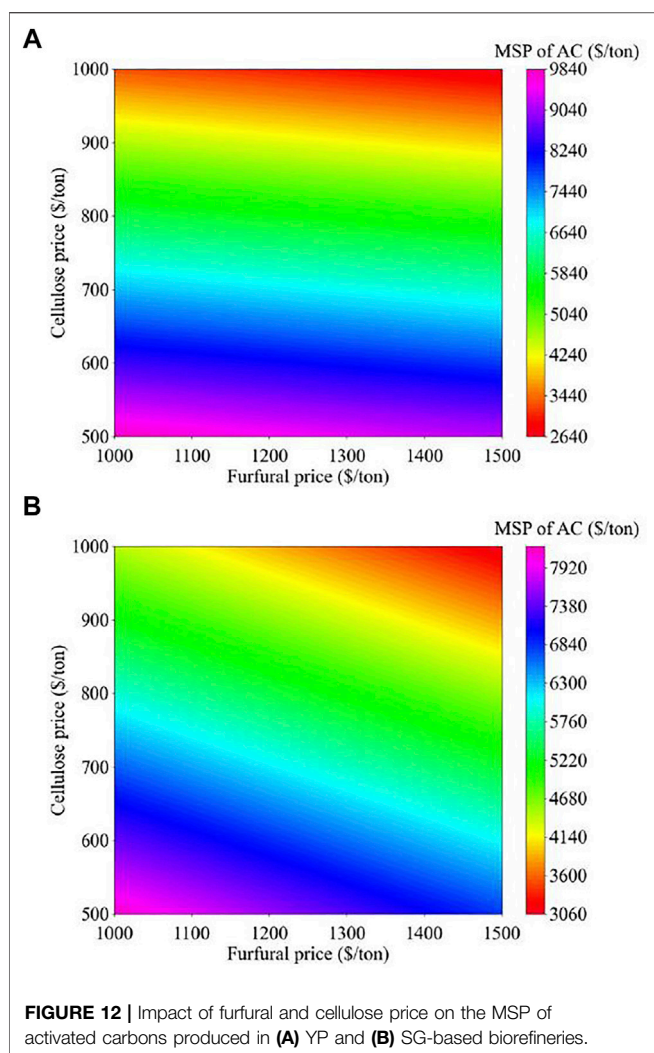 A
MSP of AC ($/ton)
1000
900
800
700
600
500
Cellulose price ($/ton)
1000 1100 1200 1300 1400 1500
Furfural price ($/ton)
9840
9040
8240
7440
6640
5840
5040
4240
3440
2640
B
MSP of AC ($/ton)
1000
900
800
700
600
500
Cellulose price ($/ton)
1000 1100 1200 1300 1400 1500
Furfural price ($/ton)
7920
7380
6840
6300
5760
5220
4680
4140
3600
3060
FIGURE 12 | Impact of furfural and cellulose price on the MSP of
activated carbons produced in (A) YP and (B) SG-based biorefineries.